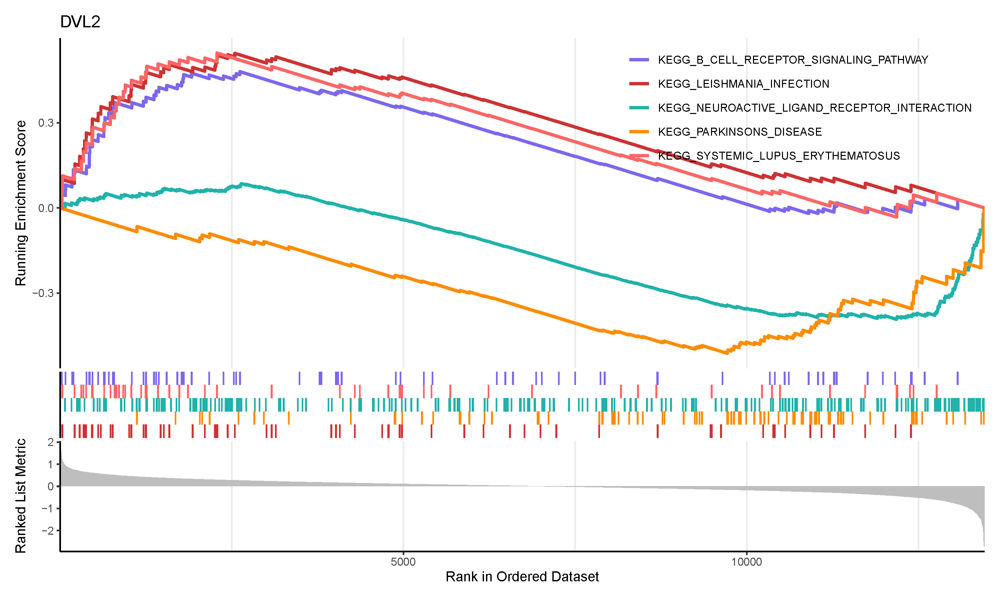 DVL2
Running Enrichment Score
0.3
0.0
−0.3
KEGG_B_CELL_RECEPTOR_SIGNALING_PATHWAY
KEGG_LEISHMANIA_INFECTION
KEGG_NEUROACTIVE_LIGAND_RECEPTOR_INTERACTION
KEGG_PARKINSONS_DISEASE
KEGG_SYSTEMIC_LUPUS_ERYTHEMATOSUS
Ranked List Metric
2
1
0
−1
−2
5000
10000
Rank in Ordered Dataset